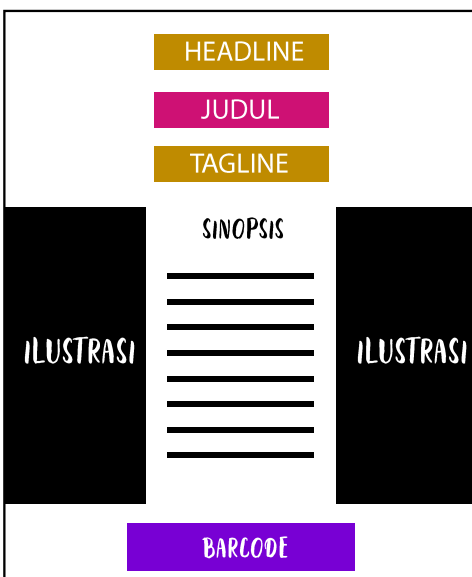 HEADLINE
JUDUL
TAGLINE
SINOPSIS
ILUSTRASI
ILUSTRASI
BARCODE